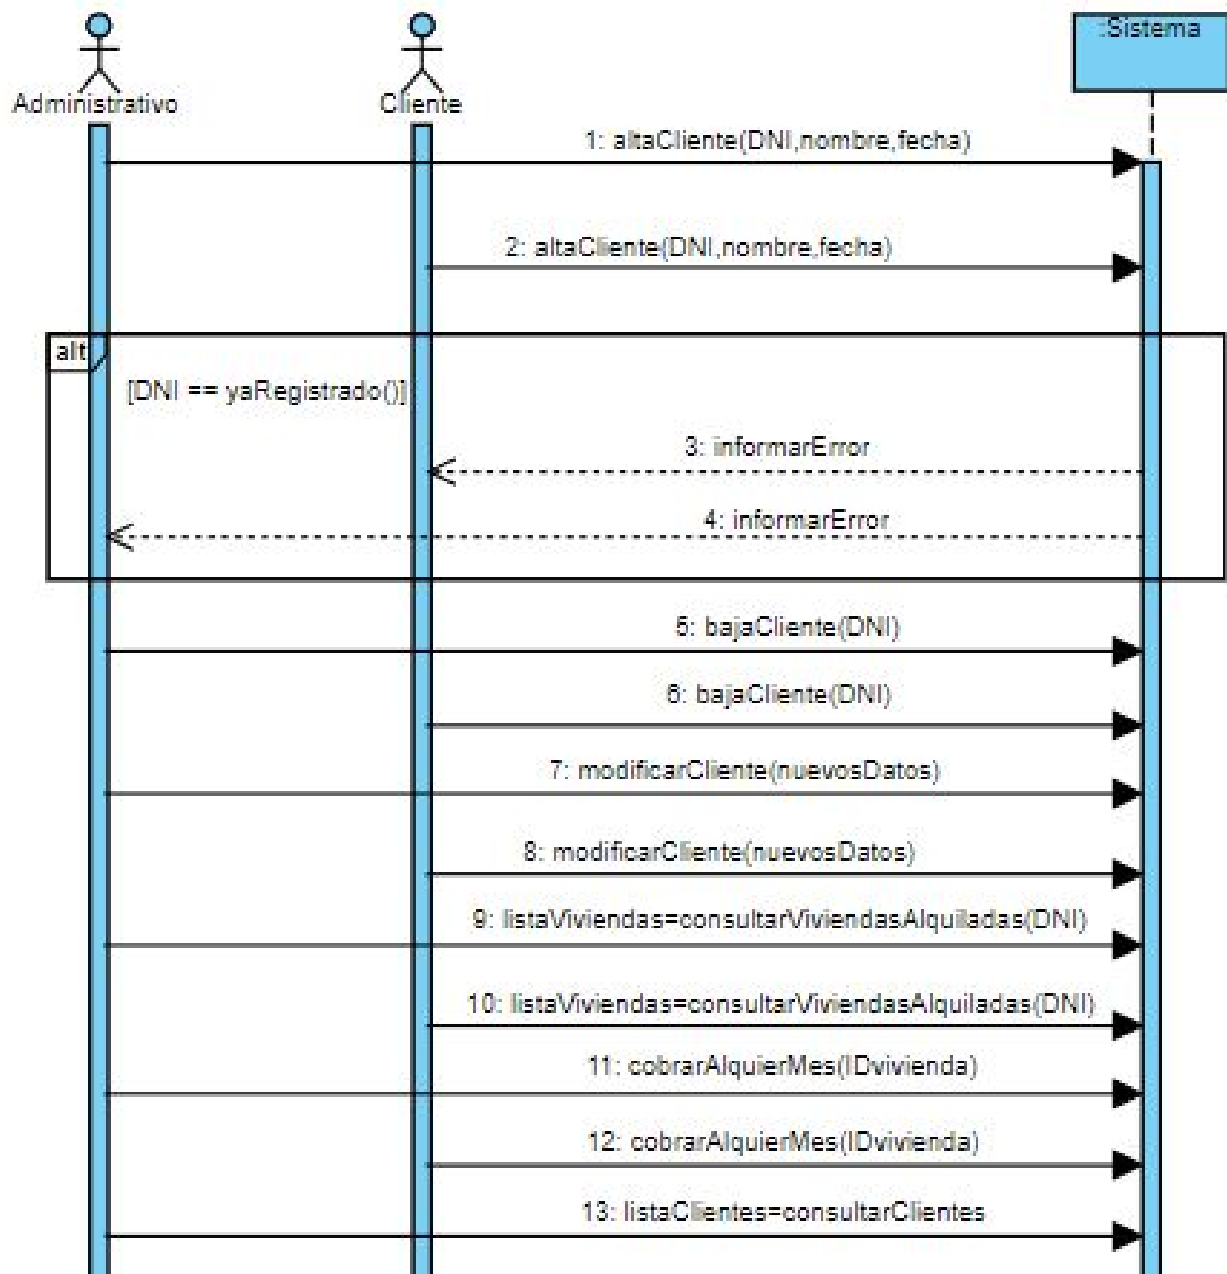 :Sistema
Administrativo
Cliente
1: altaCliente(DNI,nombre,fecha)
2: altaCliente(DNI,nombre,fecha)
alt
[DNI == yaRegistrado()]
3: informarError
4: informarError
5: bajaCliente(DNI)
6: bajaCliente(DNI)
7: modificarCliente(nuevosDatos)
8: modificarCliente(nuevosDatos)
9: listaViviendas=consultarViviendasAlquiladas(DNI)
10: listaViviendas=consultarViviendasAlquiladas(DNI)
11: cobrarAlquierMes(IDvivienda)
12: cobrarAlquierMes(IDvivienda)
13: listaClientes=consultarClientes